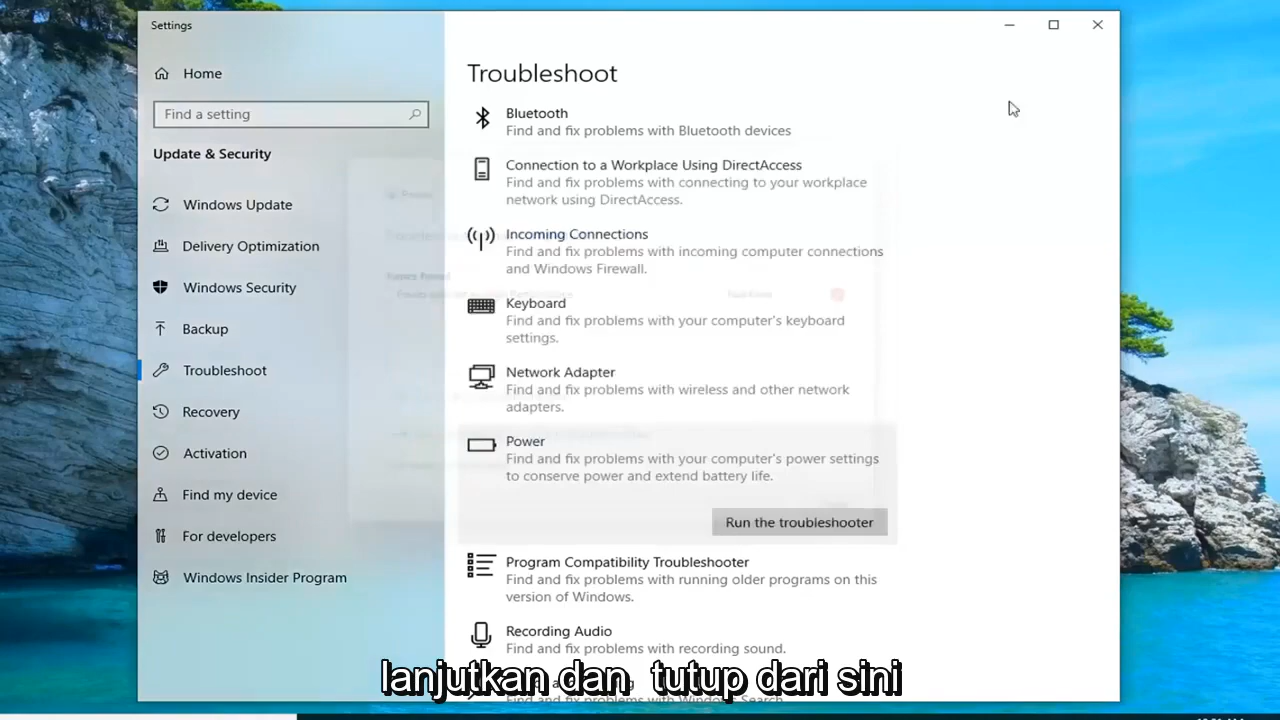 Settings
Home
Find a setting
Update & Security
Windows Update
Delivery Optimization
Windows Security
Backup
Troubleshoot
Recovery
Activation
Find my device
For developers
Windows Insider Program
Troubleshoot
Bluetooth
Find and fix problems with Bluetooth devices
Connection to a Workplace Using DirectAccess
Find and fix problems with connecting to your workplace
network using DirectAccess.
Incoming Connections
Find and fix problems with incoming computer connections
and Windows Firewall.
Keyboard
Find and fix problems with your computer's keyboard
settings.
Network Adapter
Find and fix problems with wireless and other network
adapters.
Power
Find and fix problems with your computer's power settings
to conserve power and extend battery life.
Run the troubleshooter
Program Compatibility Troubleshooter
Find and fix problems with running older programs on this
version of Windows.
Recording Audio
Find and fix problems with recording sound.
Find and fix problems with Windows Search
lanjutkan dan tutup dari sini